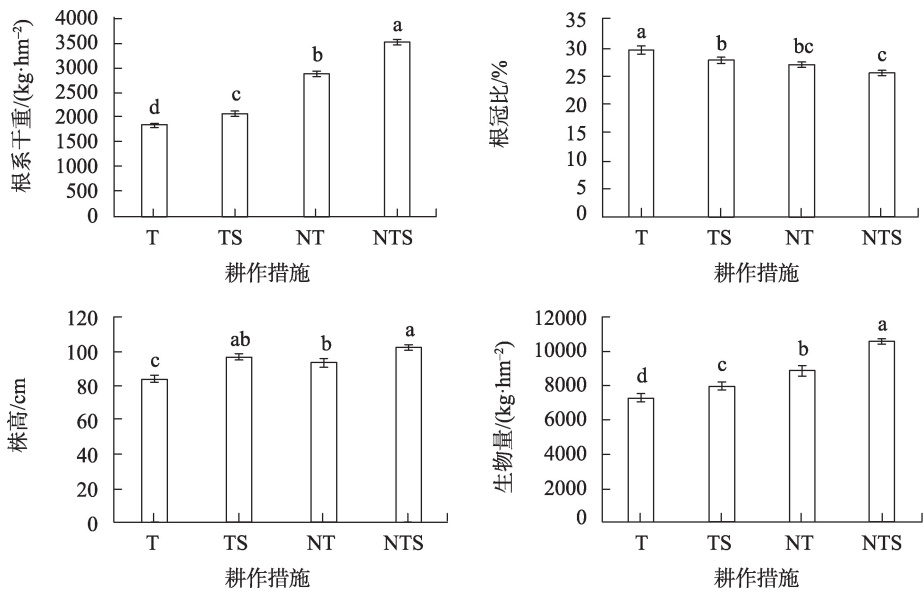 根系干重/(kg·hm⁻²)
4000
3500
3000
2500
2000
1500
1000
500
0
d
c
b
a
T TS NT NTS
耕作措施
根冠比/%
35
30
25
20
15
10
5
0
a
b
bc
c
T TS NT NTS
耕作措施
株高/cm
120
100
80
60
40
20
0
c
ab
b
a
T TS NT NTS
耕作措施
生物量/(kg·hm⁻²)
12000
10000
8000
6000
4000
2000
0
d
c
b
a
T TS NT NTS
耕作措施